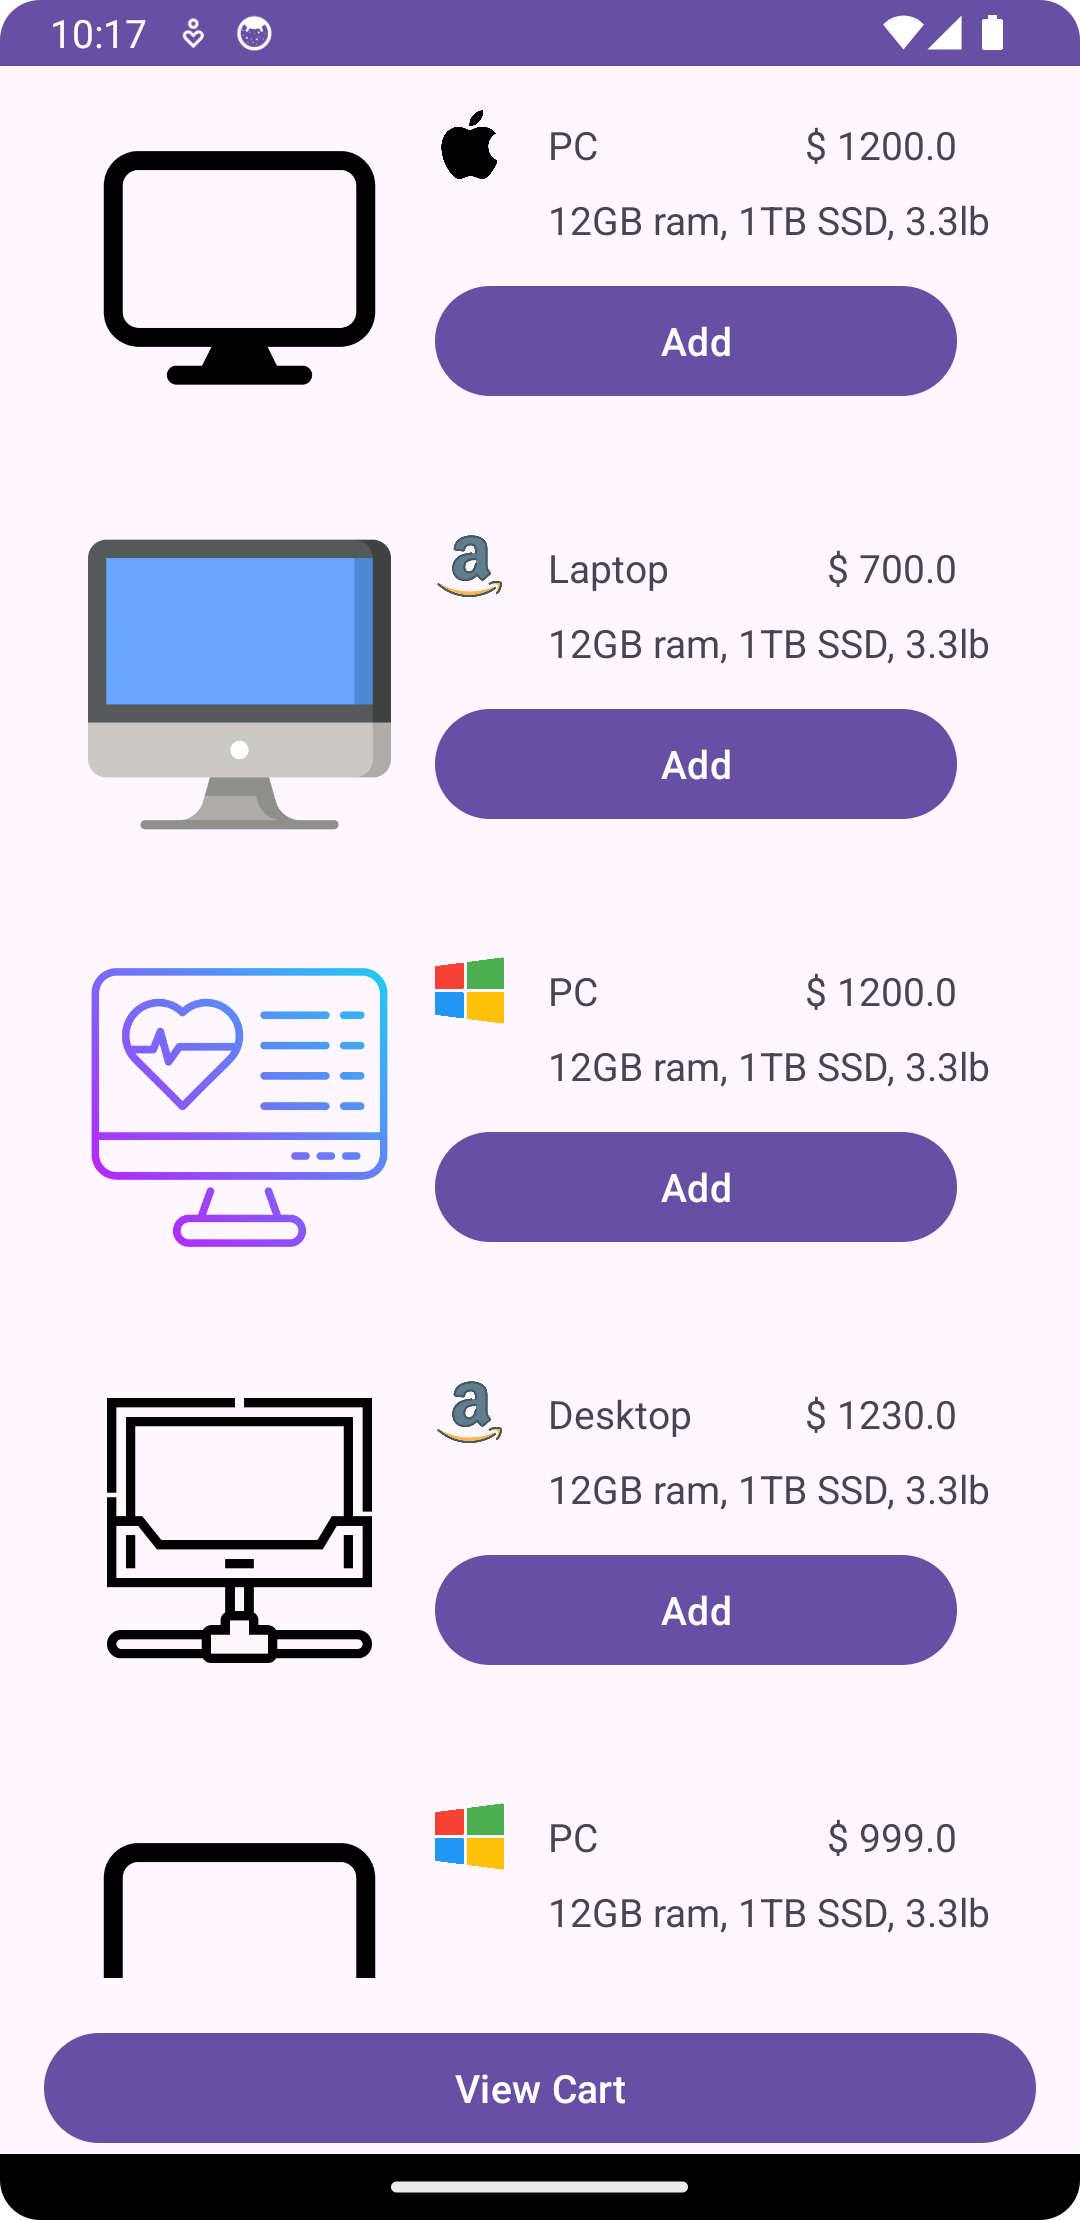 10:17
PC $ 1200.0
12GB ram, 1TB SSD, 3.3lb
Add
Laptop $ 700.0
12GB ram, 1TB SSD, 3.3lb
Add
PC $ 1200.0
12GB ram, 1TB SSD, 3.3lb
Add
Desktop $ 1230.0
12GB ram, 1TB SSD, 3.3lb
Add
PC $ 999.0
12GB ram, 1TB SSD, 3.3lb
View Cart